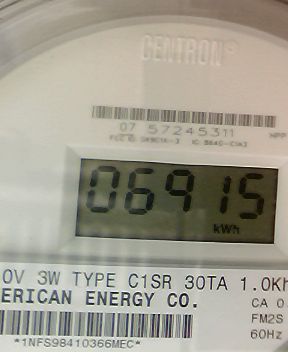 CENTRON®
07 57245311
06915
kWh
0V 3W TYPE C1SR 30TA 1.0Kh
ERICAN ENERGY CO.
CA 0.
FM2S
60Hz
*1NFS98410366MEC*